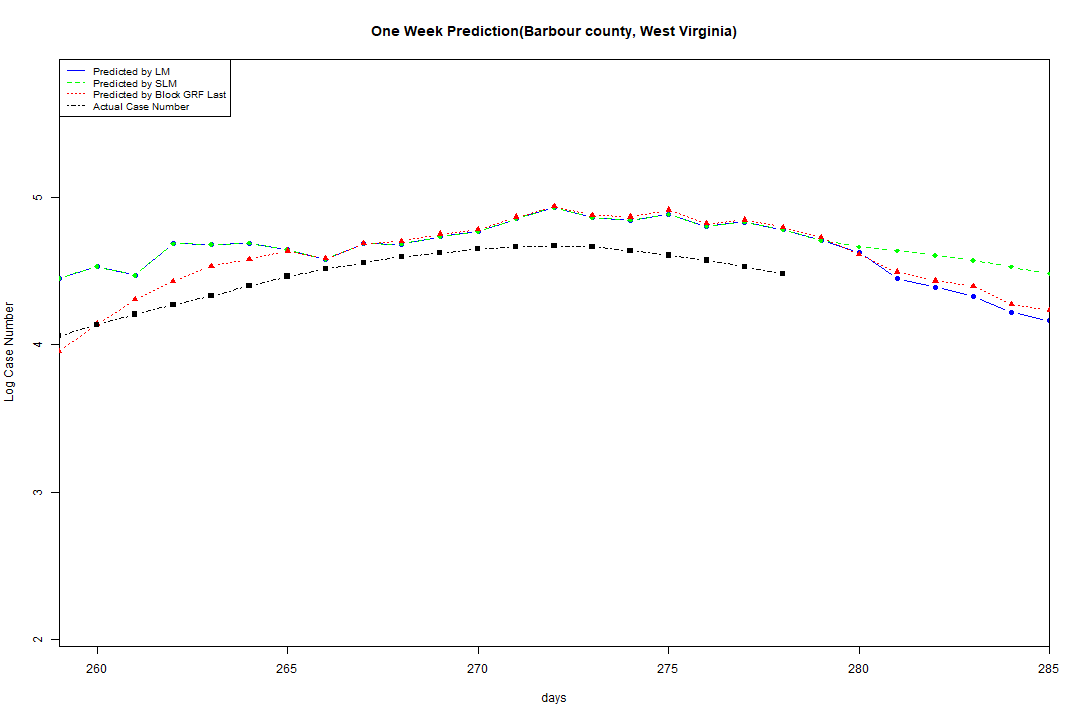 One Week Prediction(Barbour county, West Virginia)
Predicted by LM
Predicted by SLM
Predicted by Block GRF Last
Actual Case Number
5
4
3
2
Log Case Number
260 265 270 275 280 285
days